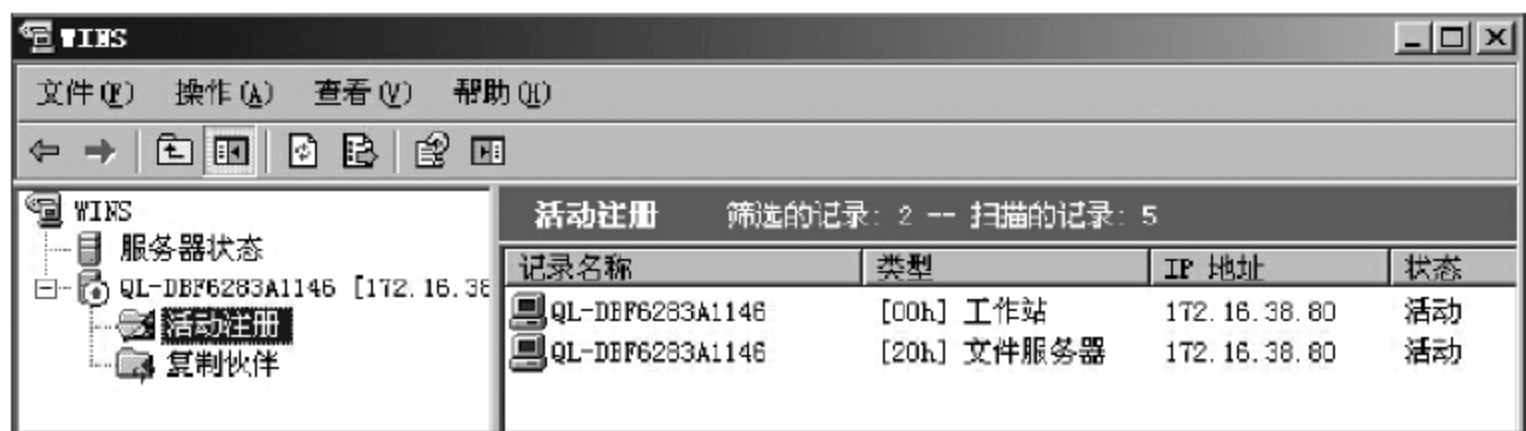 WINS
文件(F) 操作(A) 查看(V) 帮助(H)
WINS
服务器状态
QL-DBF6283A1146 [172.16.38
活动注册
复制伙伴
活动注册 筛选的记录: 2 -- 扫描的记录: 5
记录名称 类型 IP 地址 状态
QL-DBF6283A1146 [00h] 工作站 172.16.38.80 活动
QL-DBF6283A1146 [20h] 文件服务器 172.16.38.80 活动